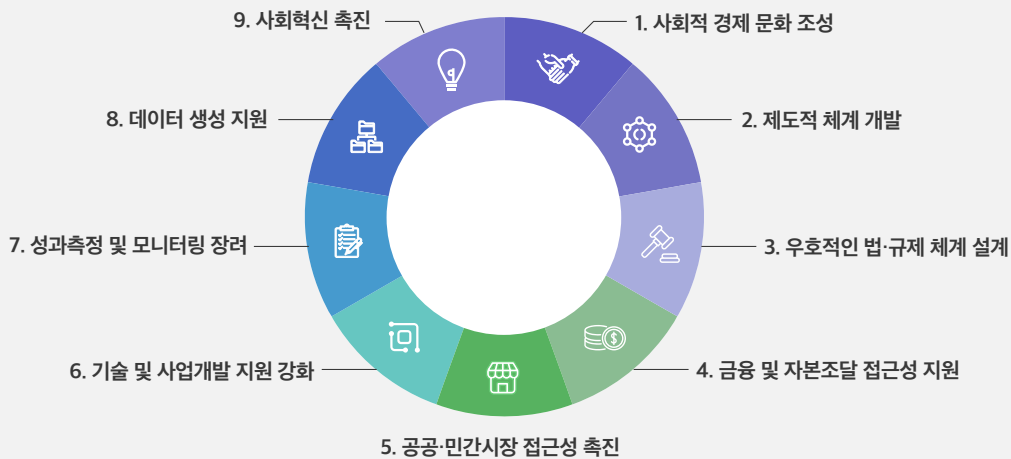 1. 사회적 경제 문화 조성
2. 제도적 체계 개발
3. 우호적인 법·규제 체계 설계
4. 금융 및 자본조달 접근성 지원
5. 공공·민간시장 접근성 촉진
6. 기술 및 사업개발 지원 강화
7. 성과측정 및 모니터링 장려
8. 데이터 생성 지원
9. 사회혁신 촉진
$